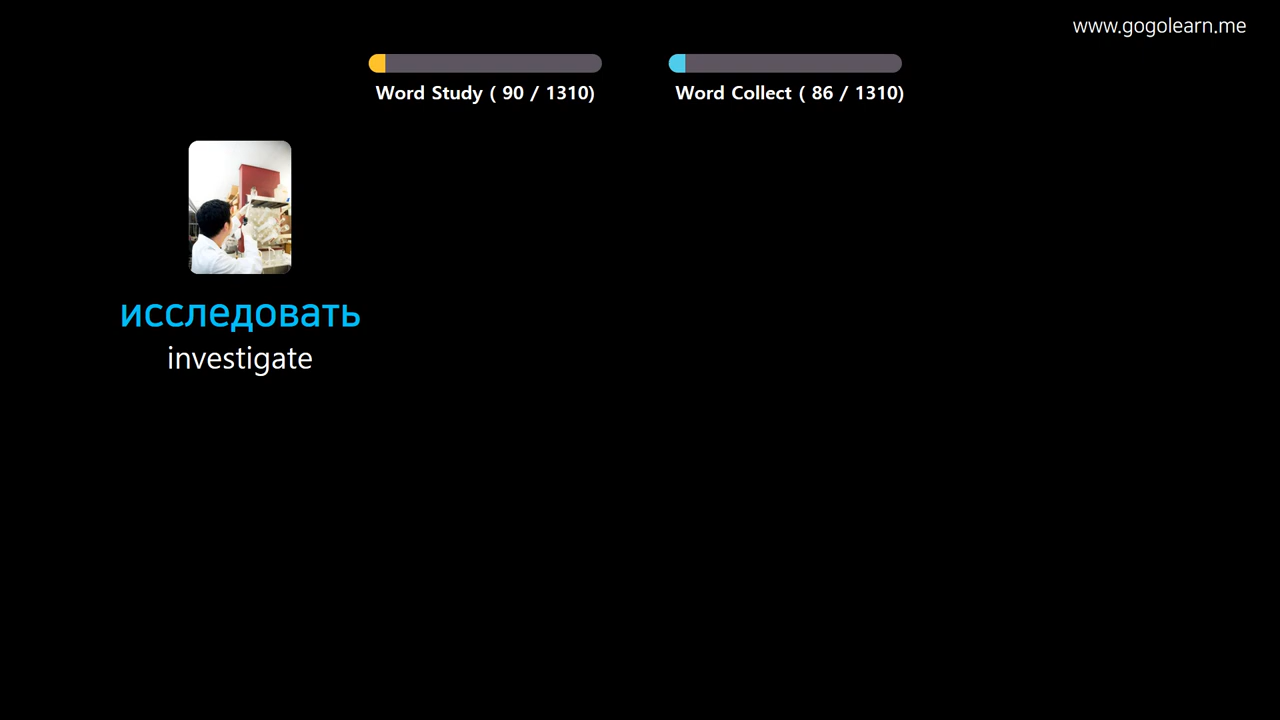 www.gogolearn.me
Word Study ( 90 / 1310)
Word Collect ( 86 / 1310)
исследовать
investigate